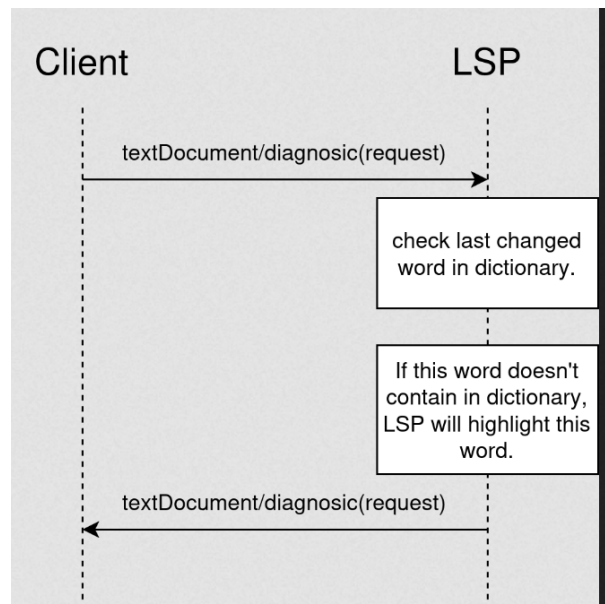 Client
LSP
textDocument/diagnosic(request)
check last changed
word in dictionary.
If this word doesn't
contain in dictionary,
LSP will highlight this
word.
textDocument/diagnosic(request)